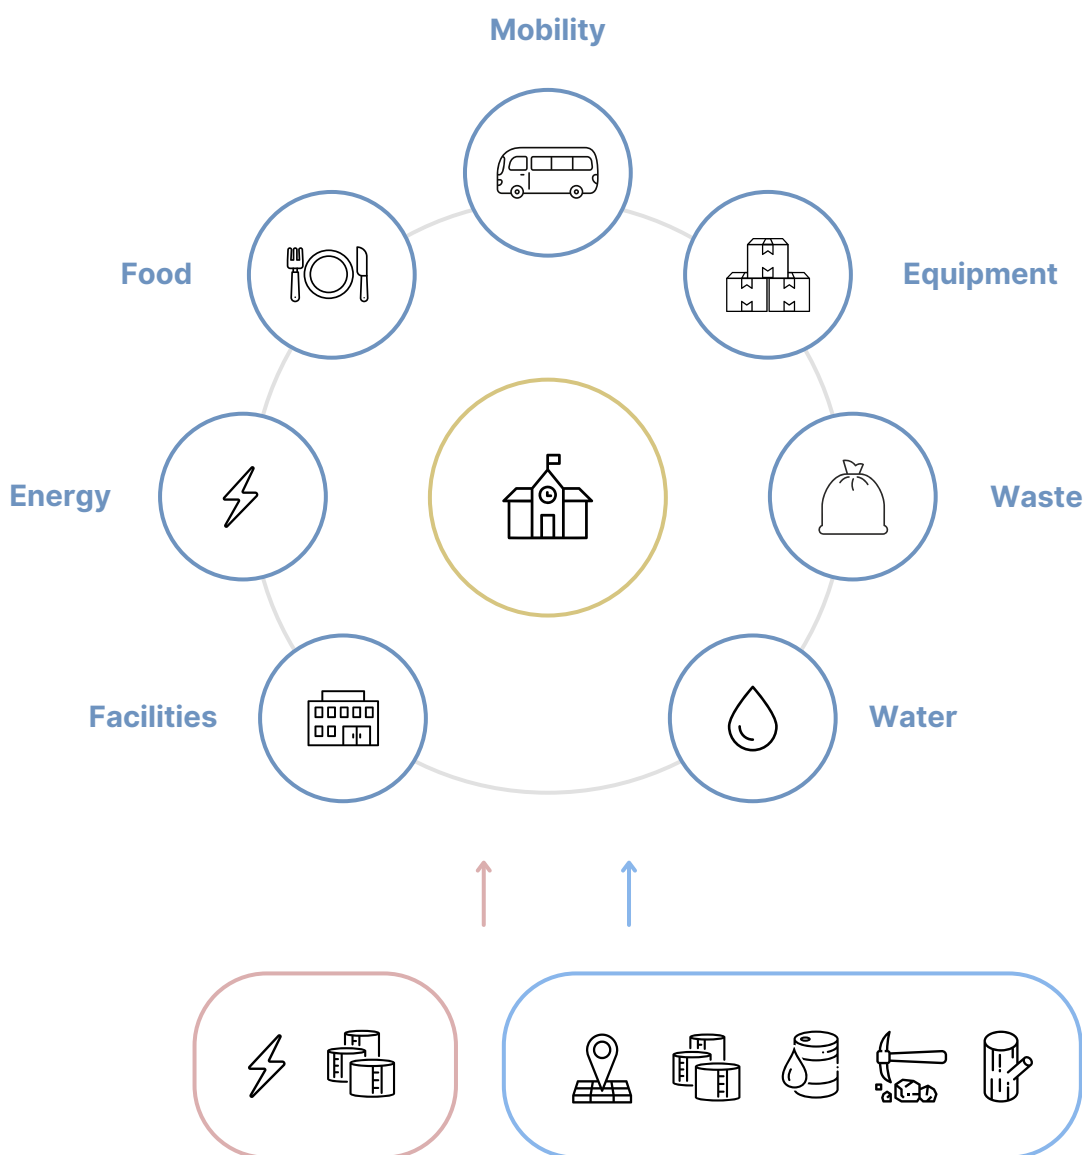 Mobility
Food
Equipment
Energy
Waste
Facilities
Water